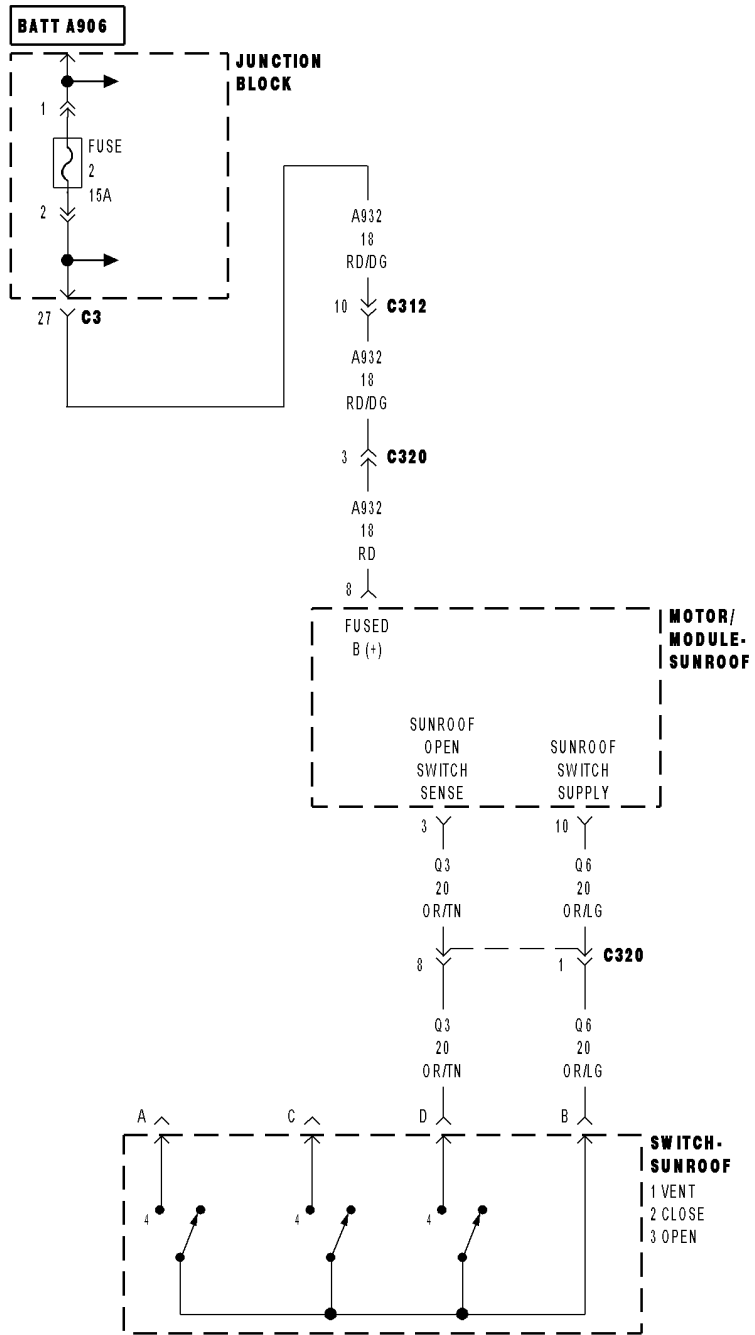 BATT A906
JUNCTION
BLOCK
1
FUSE
2
15A
2
27 C3
A932
18
RD/DG
10 C312
A932
18
RD/DG
3 C320
A932
18
RD
8
FUSED
B (+)
MOTOR/
MODULE-
SUNROOF
SUNROOF
OPEN
SWITCH
SENSE
SUNROOF
SWITCH
SUPPLY
3
10
Q3
20
OR/TN
Q6
20
OR/LG
8
1
C320
Q3
20
OR/TN
Q6
20
OR/LG
A
C
D
B
SWITCH-
SUNROOF
1 VENT
2 CLOSE
3 OPEN
4
4
4